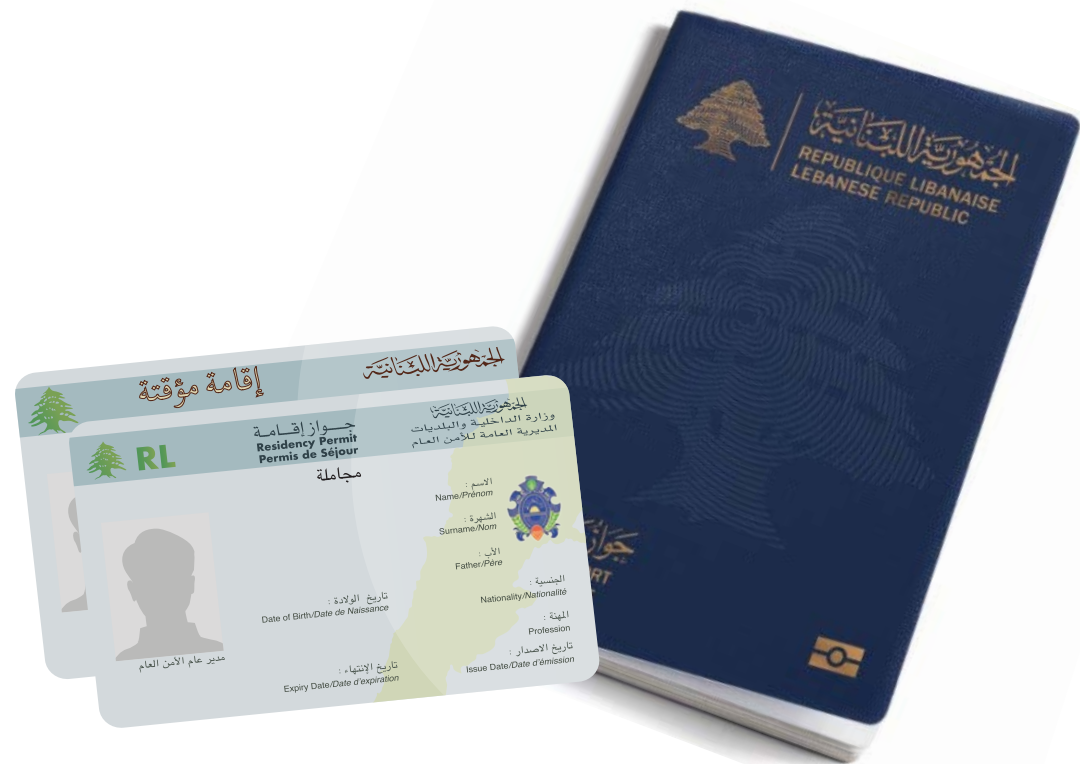 الجمهورية اللبنانية
REPUBLIQUE LIBANAISE
LEBANESE REPUBLIC
جواز
RT
إقامة مؤقتة
الجمهورية اللبنانية
RL
جـواز إقـامـة
Residency Permit
Permis de Séjour
مجاملة
الجمهورية اللبنانية
وزارة الداخلية والبلديات
المديرية العامة للأمن العام
الاسم :
Name/Prénom
الشهرة :
Surname/Nom
الأب :
Father/Père
الجنسية :
Nationality/Nationalité
تاريخ الولادة :
Date of Birth/Date de Naissance
المهنة :
Profession
تاريخ الاصدار :
Issue Date/Date d'émission
تاريخ الإنتهاء :
Expiry Date/Date d'expiration
مدير عام الأمن العام